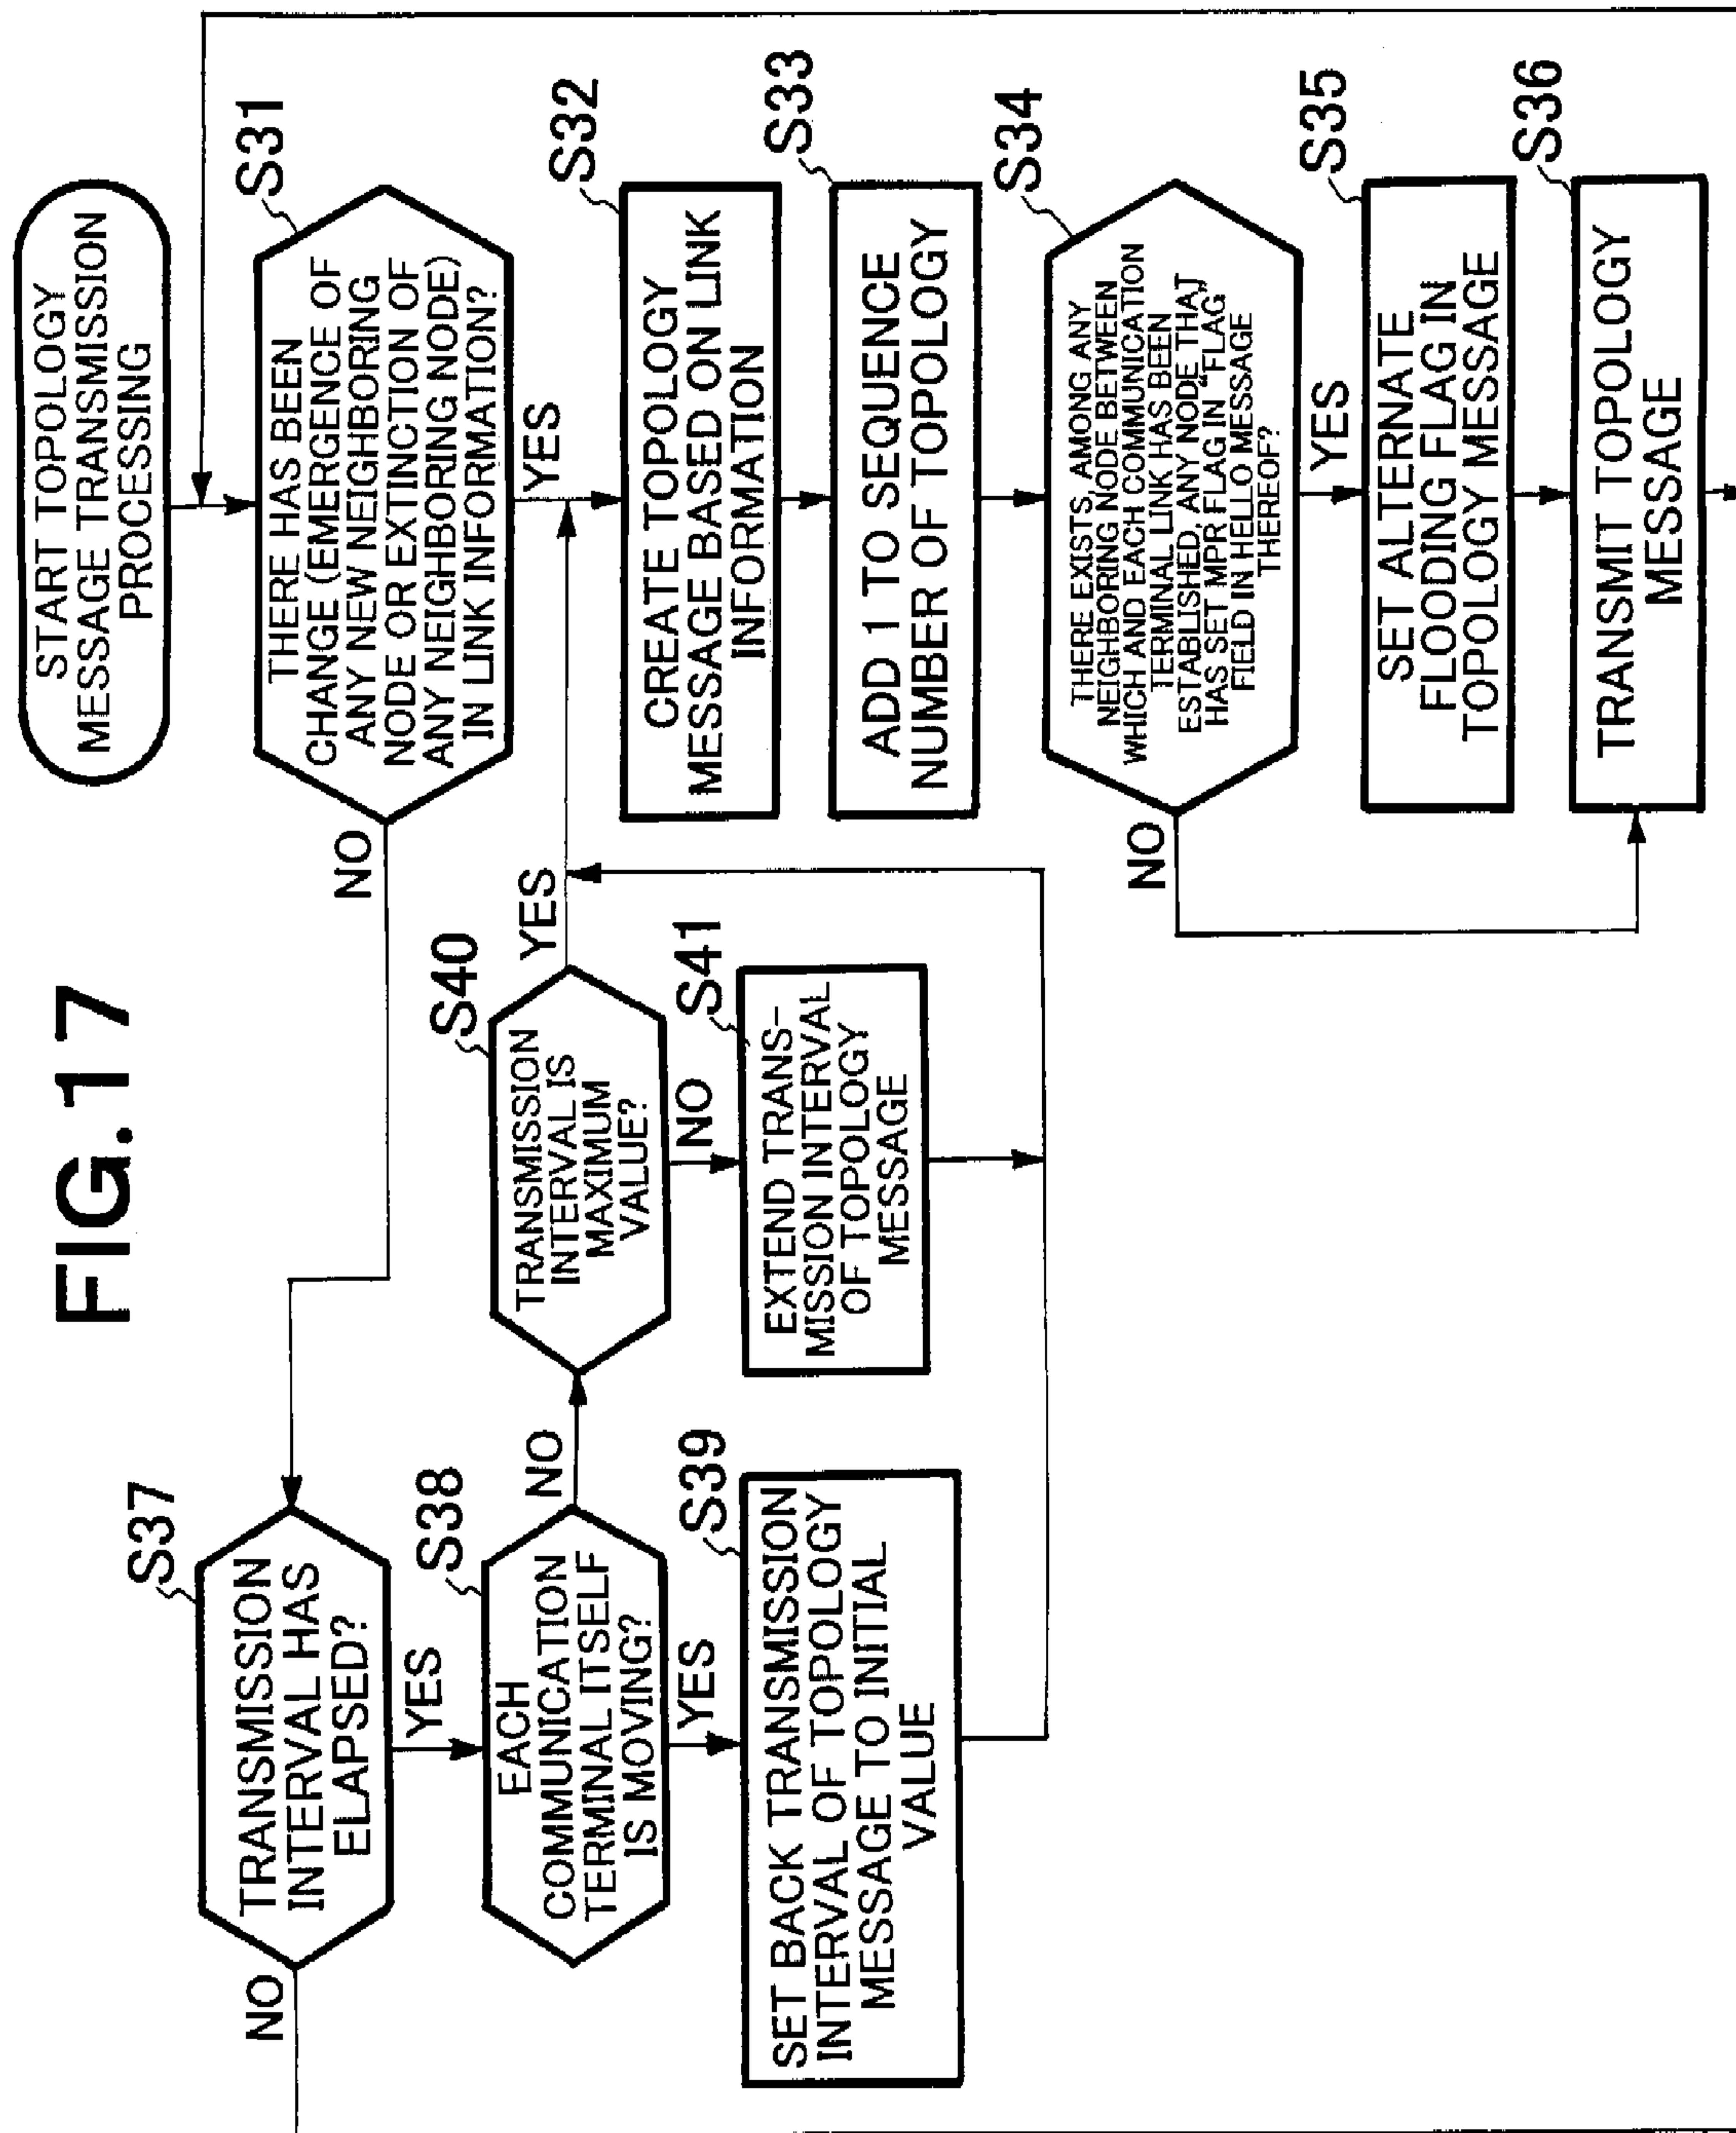 FIG. 17
START TOPOLOGY
MESSAGE TRANSMISSION
PROCESSING
S31
THERE HAS BEEN
CHANGE (EMERGENCE OF
ANY NEW NEIGHBORING
NODE OR EXTINCTION OF
ANY NEIGHBORING NODE)
IN LINK INFORMATION?
NO
YES
S32
CREATE TOPOLOGY
MESSAGE BASED ON LINK
INFORMATION
S33
ADD 1 TO SEQUENCE
NUMBER OF TOPOLOGY
S34
THERE EXISTS, AMONG ANY
NEIGHBORING NODE BETWEEN
WHICH AND EACH COMMUNICATION
TERMINAL LINK HAS BEEN
ESTABLISHED, ANY NODE THAT
HAS SET MPR FLAG IN "FLAG"
FIELD IN HELLO MESSAGE
THEREOF?
NO
YES
S35
SET ALTERNATE
FLOODING FLAG IN
TOPOLOGY MESSAGE
S36
TRANSMIT TOPOLOGY
MESSAGE
S37
TRANSMISSION
INTERVAL HAS
ELAPSED?
NO
YES
S38
EACH
COMMUNICATION
TERMINAL ITSELF
IS MOVING?
NO
YES
S39
SET BACK TRANSMISSION
INTERVAL OF TOPOLOGY
MESSAGE TO INITIAL
VALUE
S40
TRANSMISSION
INTERVAL IS
MAXIMUM
VALUE?
YES
NO
S41
EXTEND TRANS-
MISSION INTERVAL
OF TOPOLOGY
MESSAGE